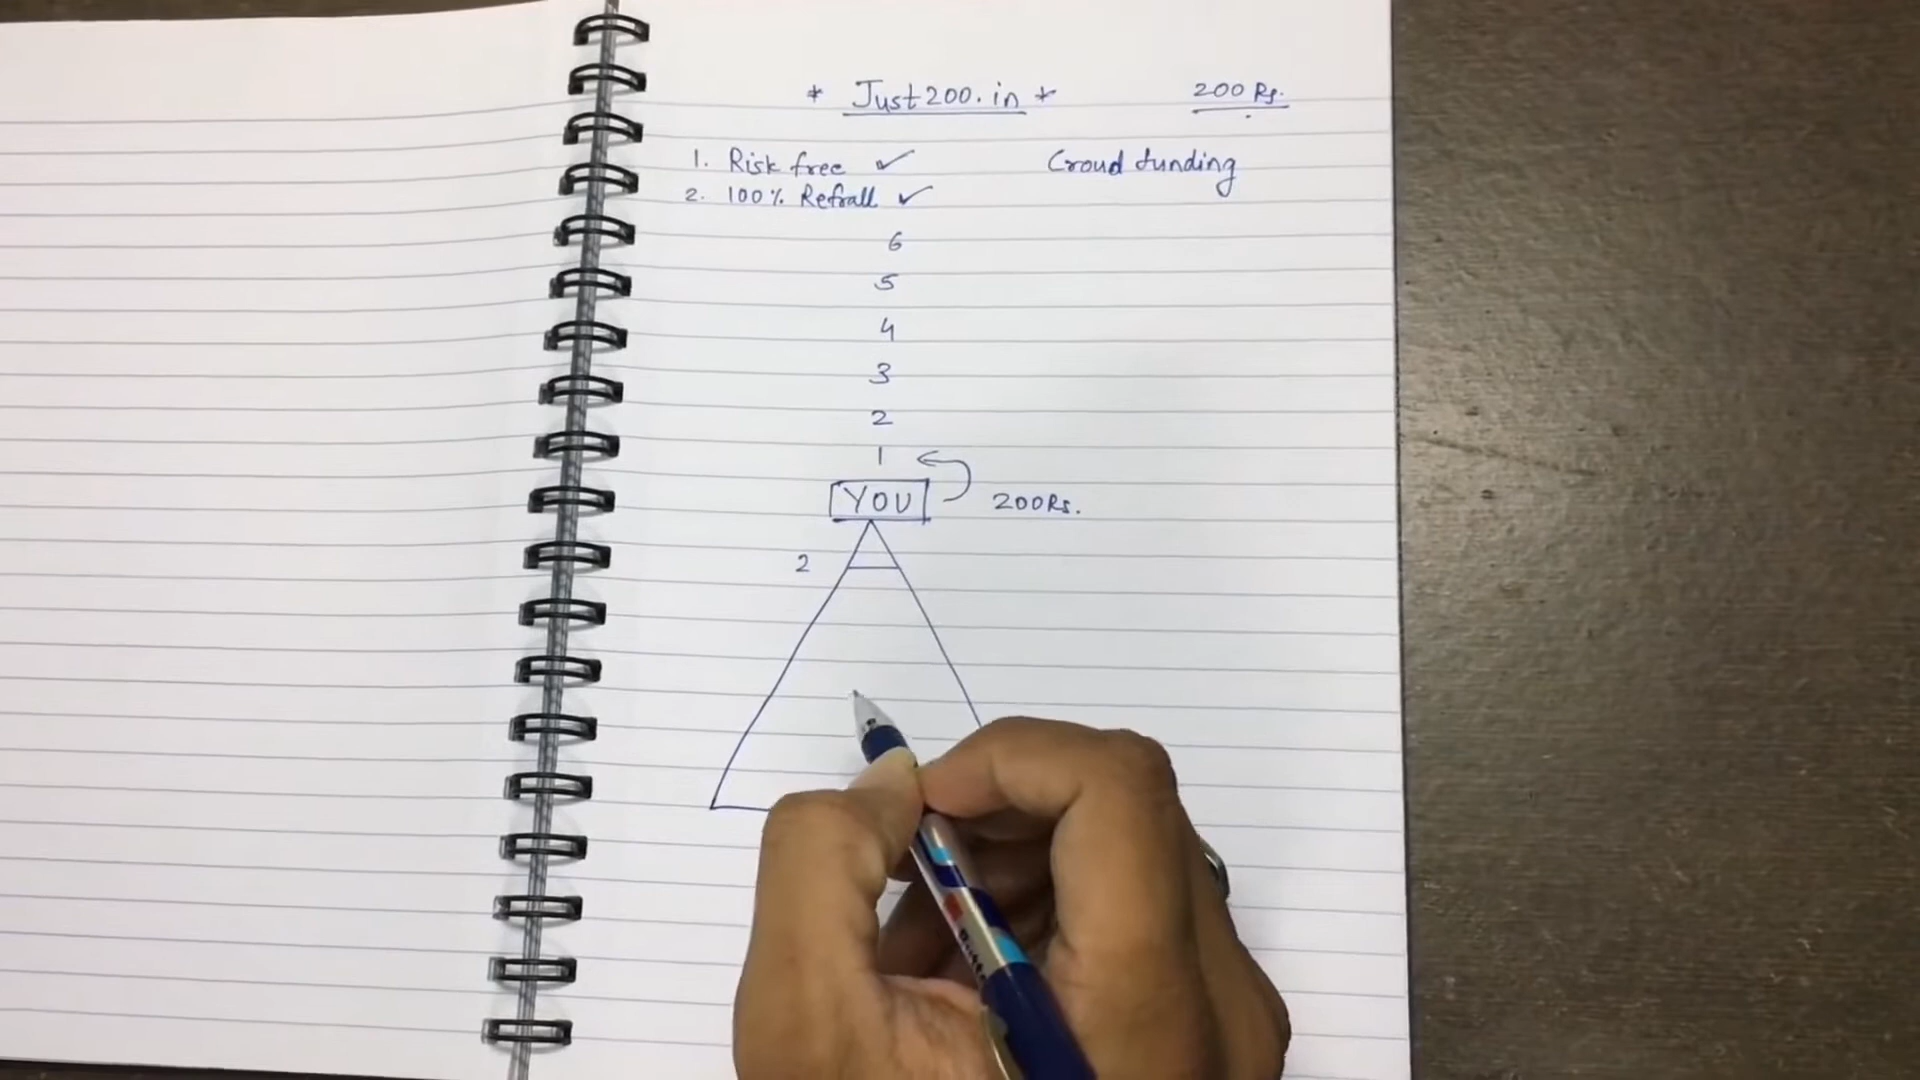 * Just200.in * 200 Rs.
1. Risk free ✓ Croud funding
2. 100% Refrall ✓
6
5
4
3
2
1
YOU 200Rs.
2